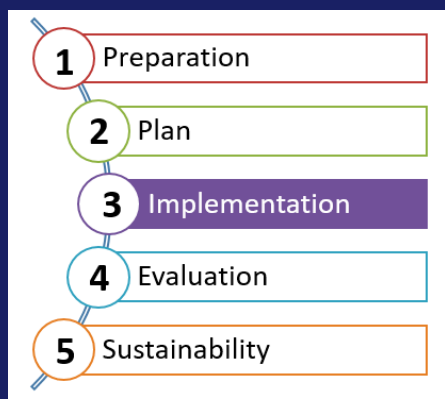 1 Preparation
2 Plan
3 Implementation
4 Evaluation
5 Sustainability